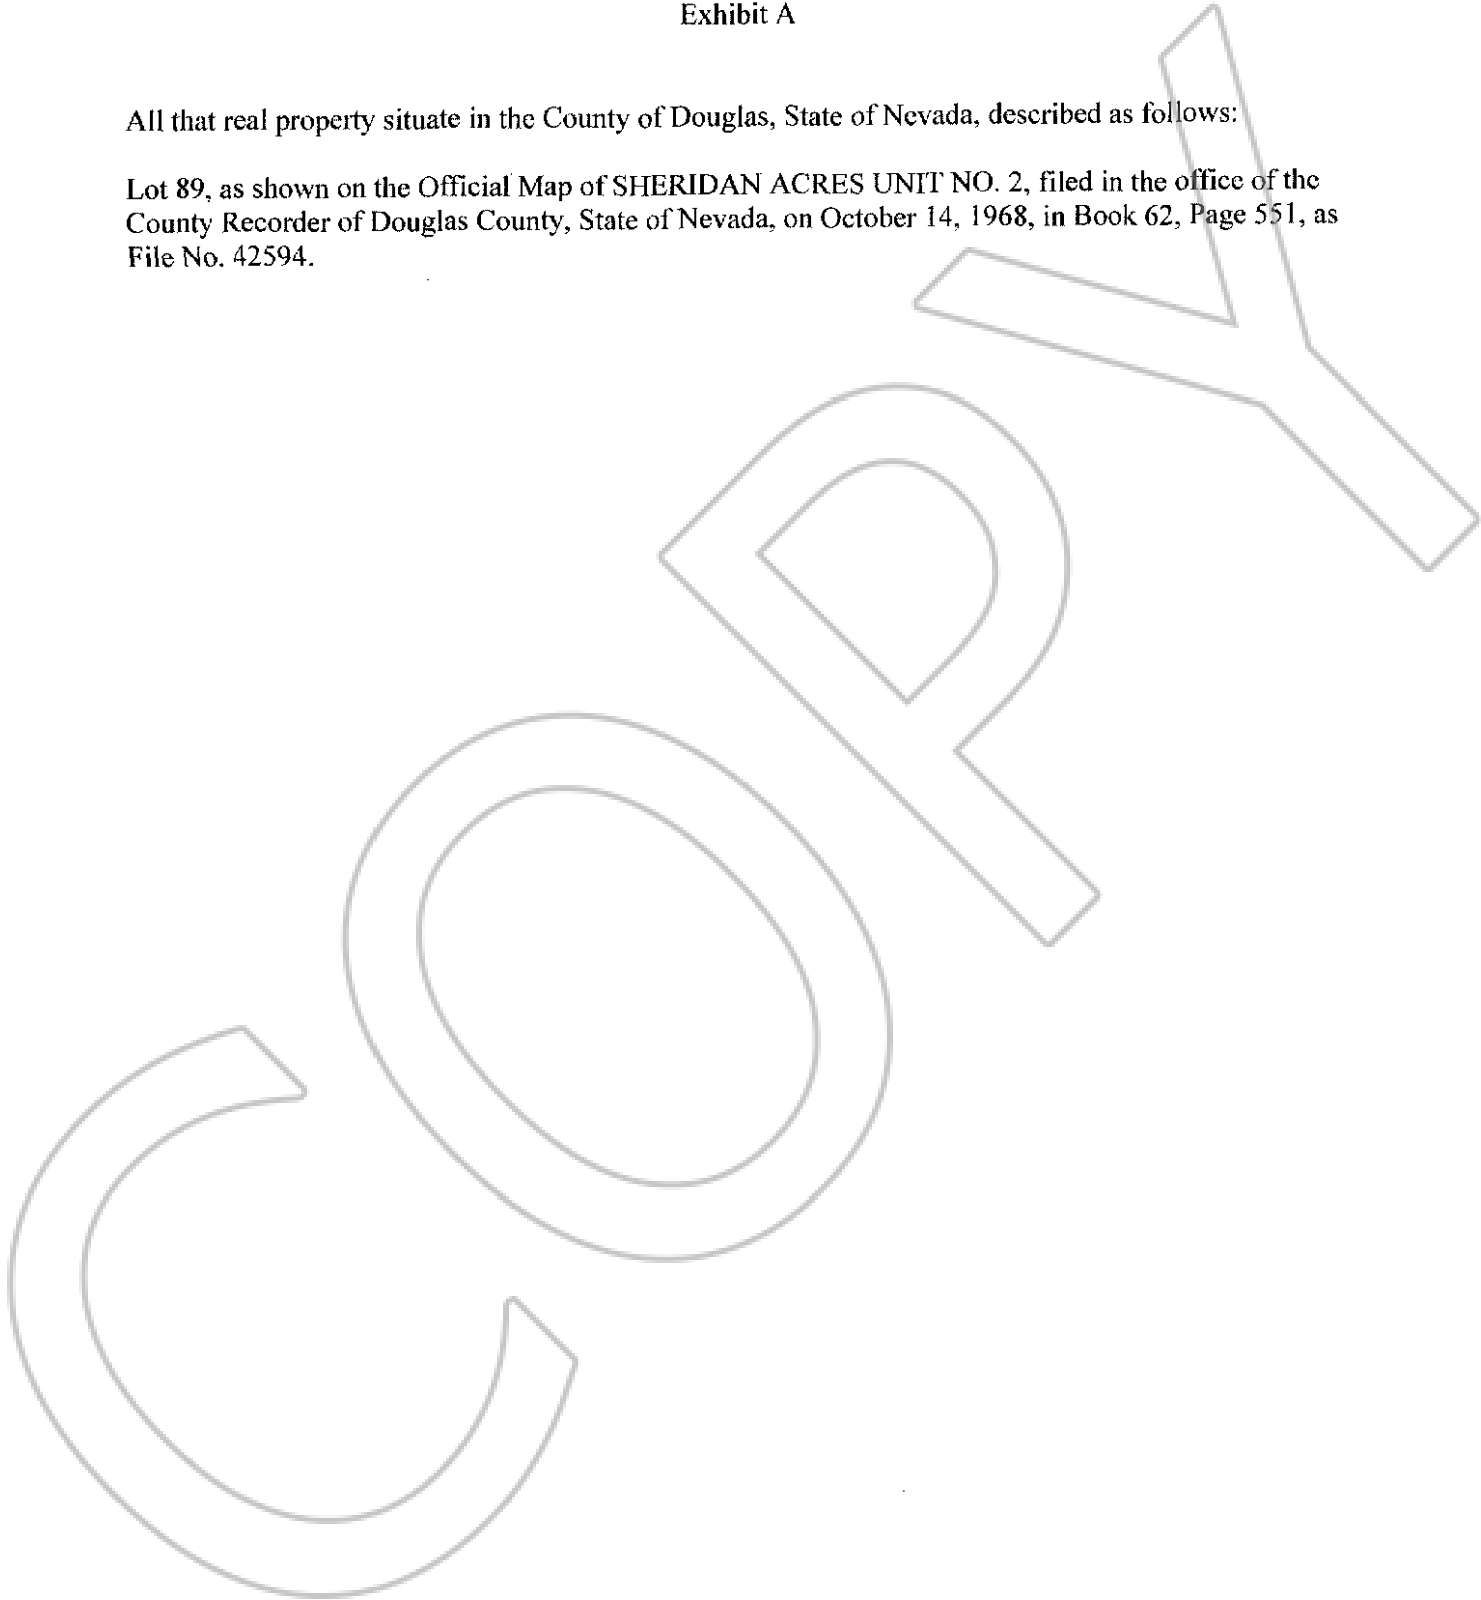 Exhibit A
All that real property situate in the County of Douglas, State of Nevada, described as follows:
Lot 89, as shown on the Official Map of SHERIDAN ACRES UNIT NO. 2, filed in the office of the
County Recorder of Douglas County, State of Nevada, on October 14, 1968, in Book 62, Page 551, as
File No. 42594.
COPY